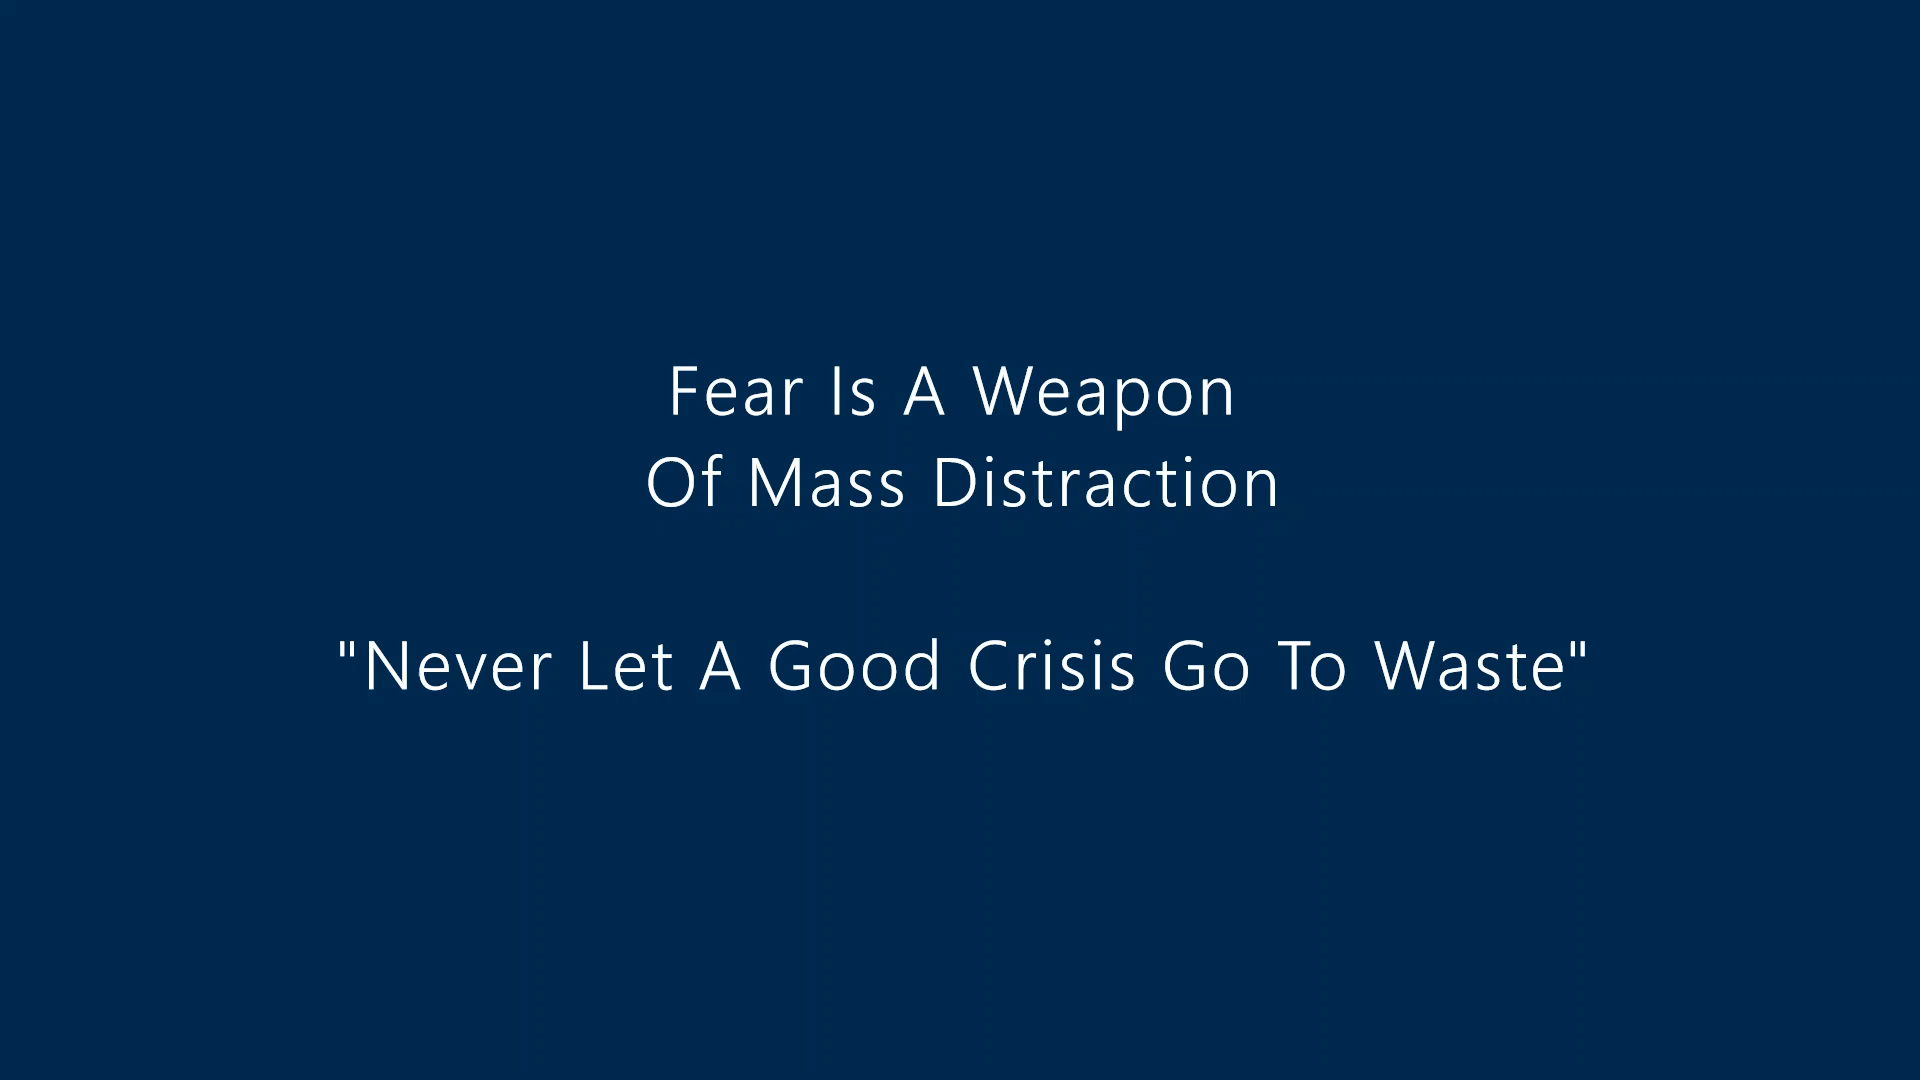 Fear Is A Weapon
Of Mass Distraction
"Never Let A Good Crisis Go To Waste"